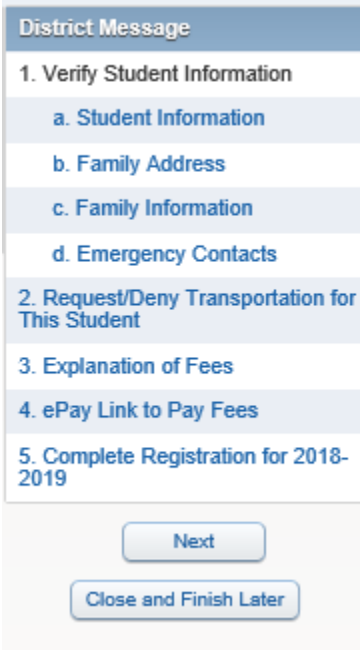 District Message
1. Verify Student Information
a. Student Information
b. Family Address
c. Family Information
d. Emergency Contacts
2. Request/Deny Transportation for
This Student
3. Explanation of Fees
4. ePay Link to Pay Fees
5. Complete Registration for 2018-
2019
Next
Close and Finish Later